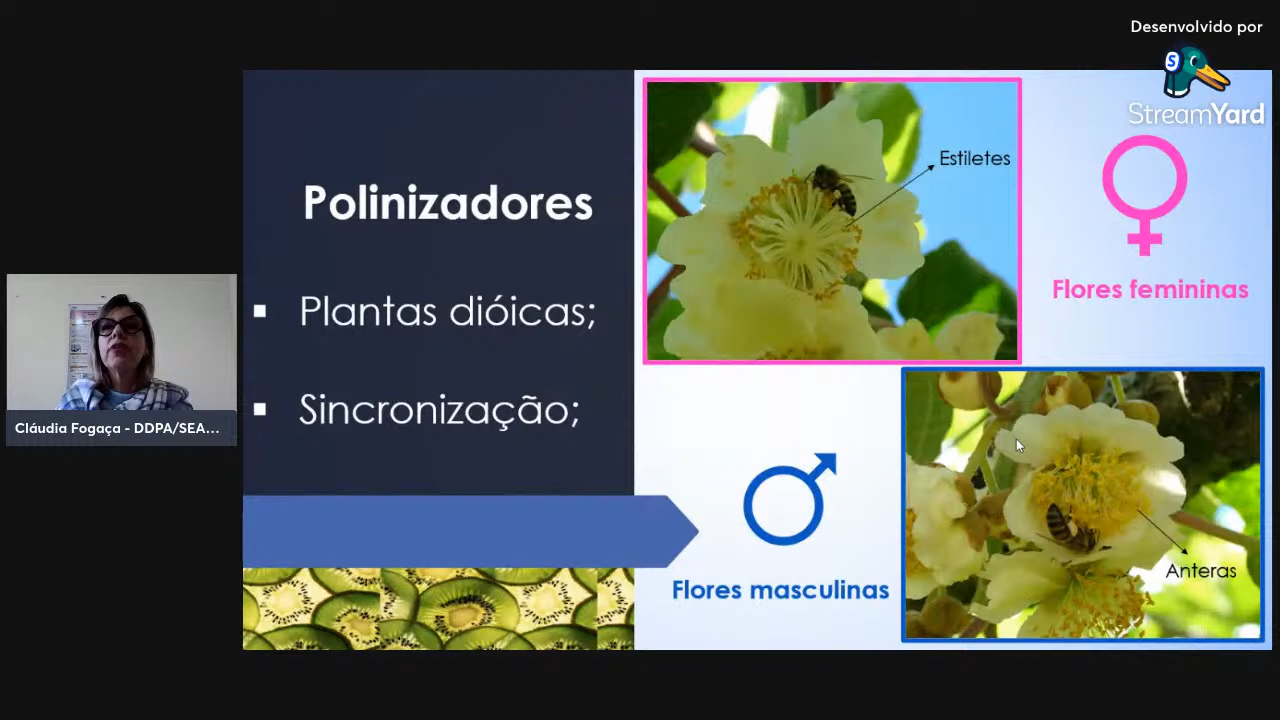 Desenvolvido por
StreamYard
Polinizadores
Plantas dióicas;
Sincronização;
Estiletes
Flores femininas
Flores masculinas
Anteras
Cláudia Fogaça - DDPA/SEA...